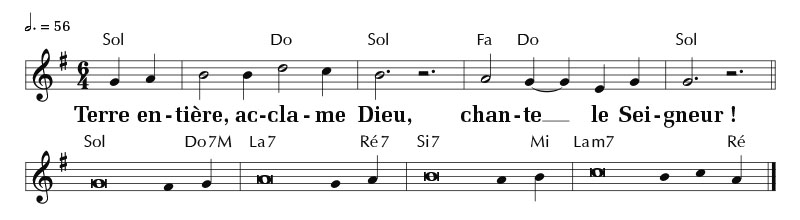 𝅗𝅥. = 56
Sol Do Sol Fa Do Sol
6
4
Terre en-tière, ac-cla-me Dieu, chan-te__ le Sei-gneur !
Sol Do7M La7 Ré7 Si7 Mi Lam7 Ré